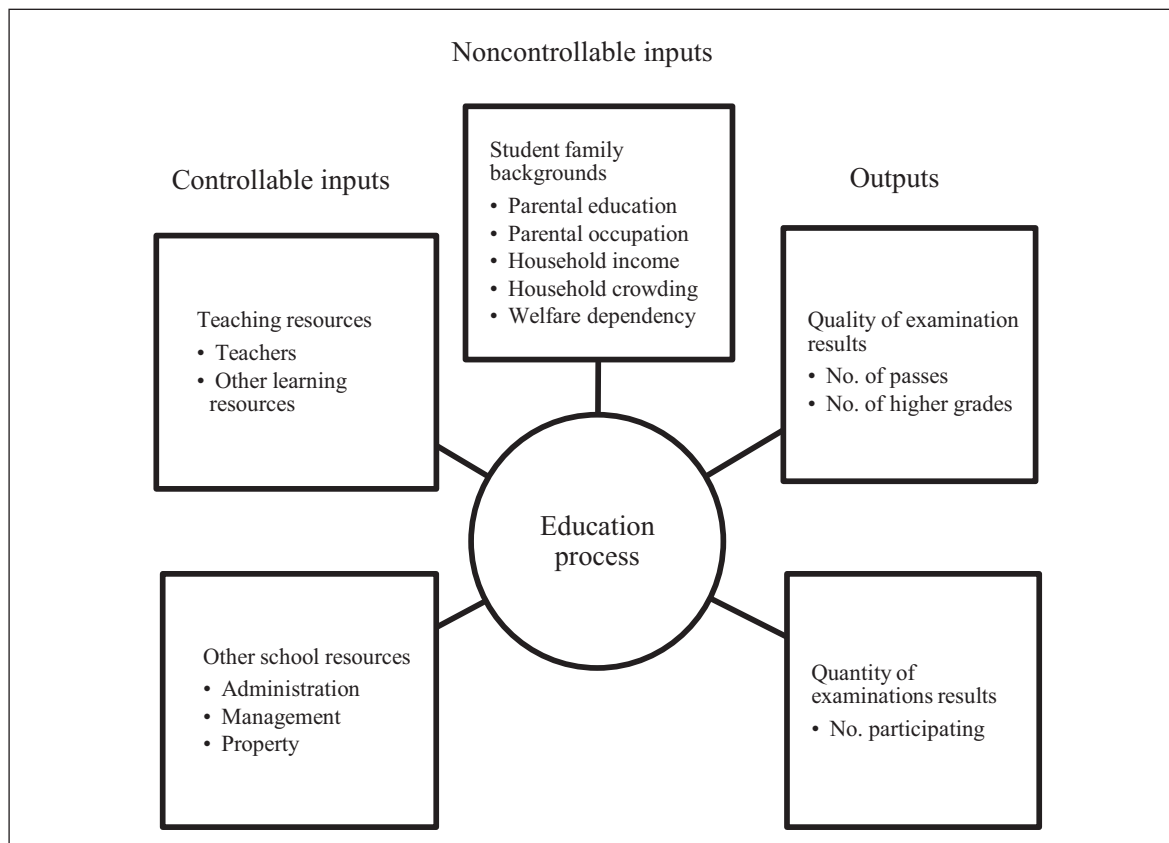 Noncontrollable inputs
Controllable inputs
Outputs
Student family
backgrounds
• Parental education
• Parental occupation
• Household income
• Household crowding
• Welfare dependency
Teaching resources
• Teachers
• Other learning
resources
Quality of examination
results
• No. of passes
• No. of higher grades
Education
process
Other school resources
• Administration
• Management
• Property
Quantity of
examinations results
• No. participating